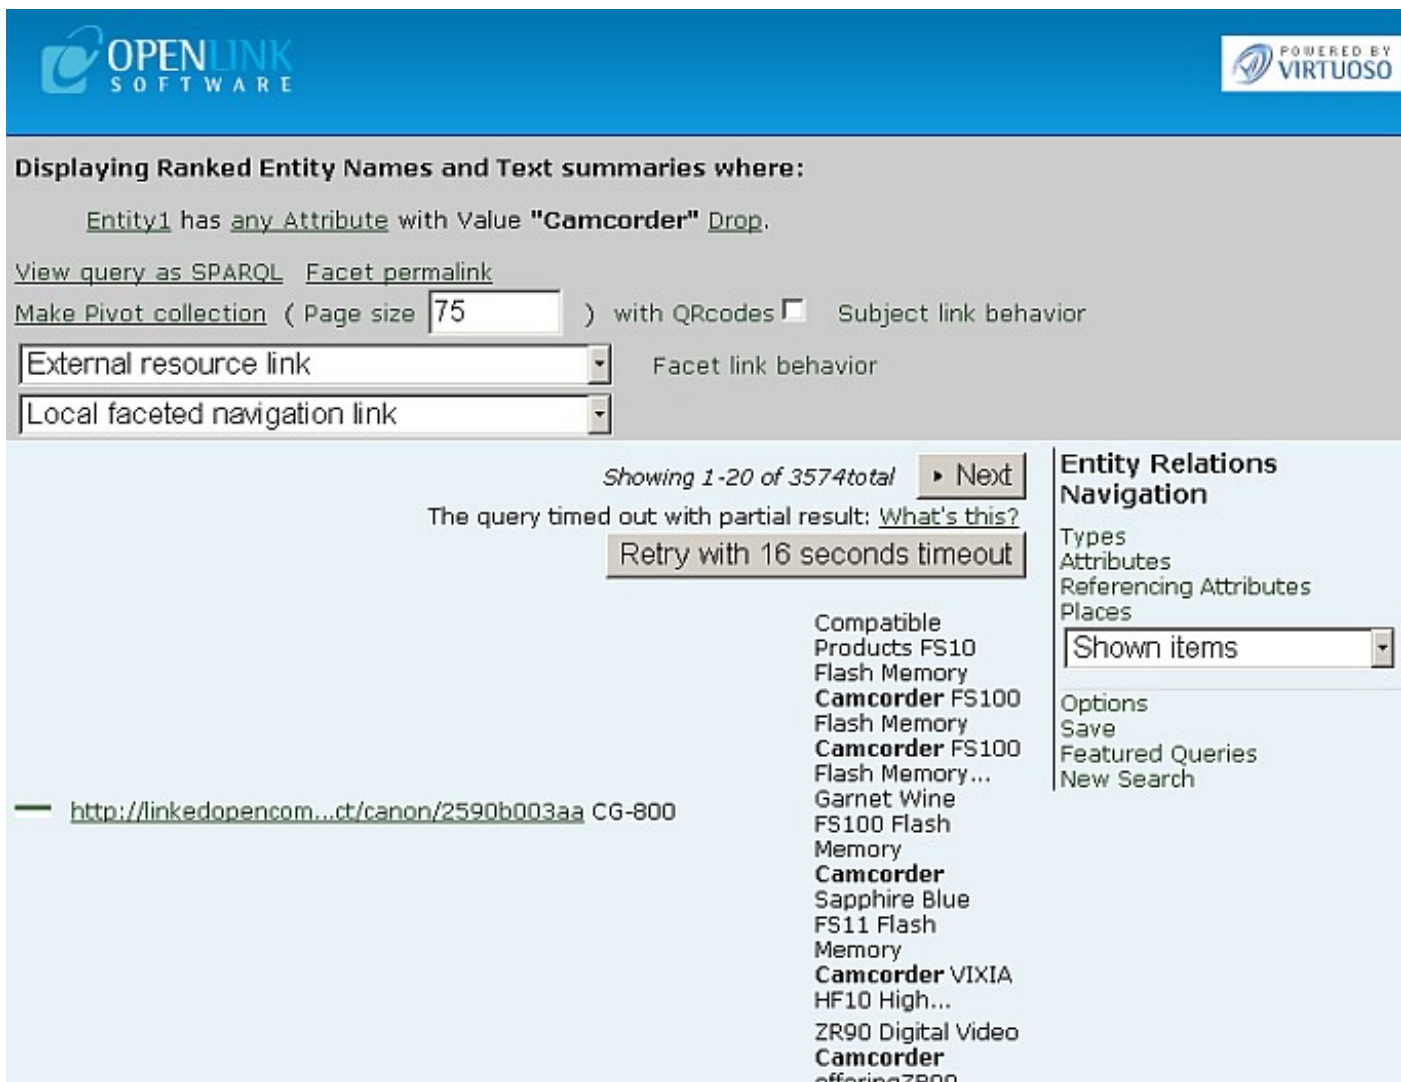 OPENLINK
SOFTWARE
POWERED BY
VIRTUOSO
Displaying Ranked Entity Names and Text summaries where:
Entity1 has any Attribute with Value "Camcorder" Drop.
View query as SPARQL Facet permalink
Make Pivot collection ( Page size 75 ) with QRcodes Subject link behavior
External resource link Facet link behavior
Local faceted navigation link
Showing 1-20 of 3574total Next
The query timed out with partial result: What's this?
Retry with 16 seconds timeout
Entity Relations
Navigation
Types
Attributes
Referencing Attributes
Places
Shown items
Options
Save
Featured Queries
New Search
http://linkedopencom...ct/canon/2590b003aa CG-800
Compatible
Products FS10
Flash Memory
Camcorder FS100
Flash Memory
Camcorder FS100
Flash Memory...
Garnet Wine
FS100 Flash
Memory
Camcorder
Sapphire Blue
FS11 Flash
Memory
Camcorder VIXIA
HF10 High...
ZR90 Digital Video
Camcorder